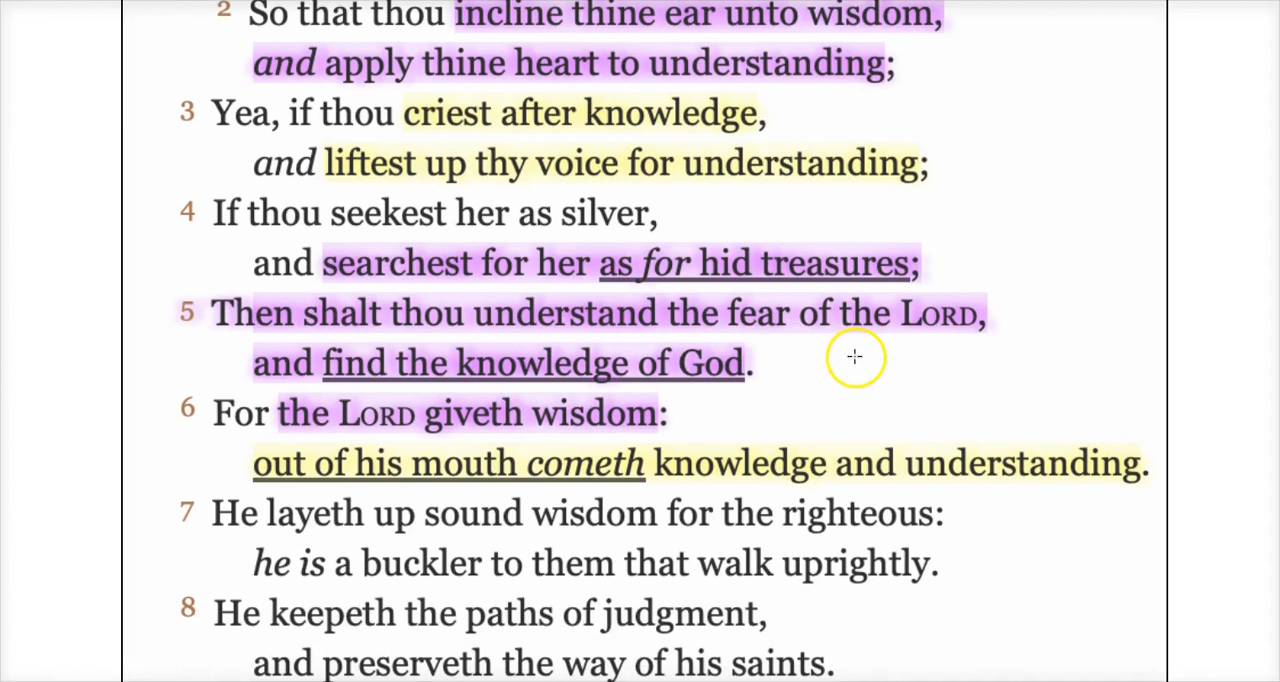 2 So that thou incline thine ear unto wisdom,
and apply thine heart to understanding;
3 Yea, if thou criest after knowledge,
and liftest up thy voice for understanding;
4 If thou seekest her as silver,
and searchest for her as for hid treasures;
5 Then shalt thou understand the fear of the LORD,
and find the knowledge of God.
6 For the LORD giveth wisdom:
out of his mouth cometh knowledge and understanding.
7 He layeth up sound wisdom for the righteous:
he is a buckler to them that walk uprightly.
8 He keepeth the paths of judgment,
and preserveth the way of his saints.